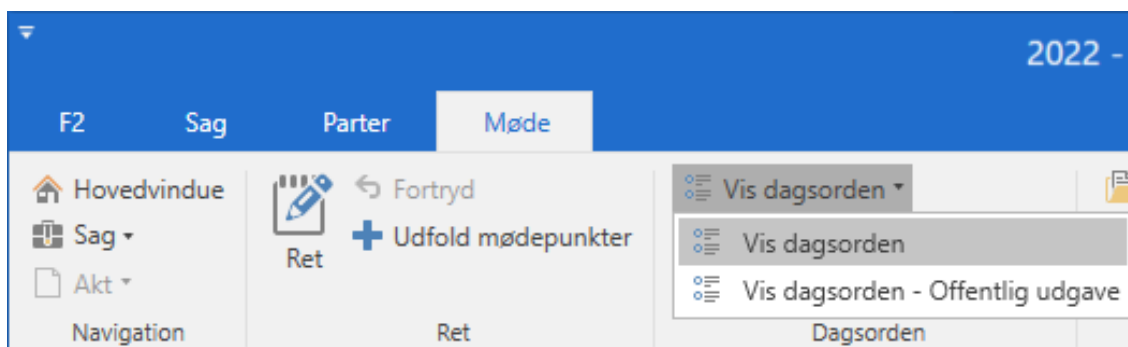 2022 -
F2 Sag Parter Møde
Hovedvindue
Sag
Akt
Navigation
Ret
Fortryd
Udfold mødepunkter
Ret
Vis dagsorden
Vis dagsorden
Vis dagsorden - Offentlig udgave
Dagsorden